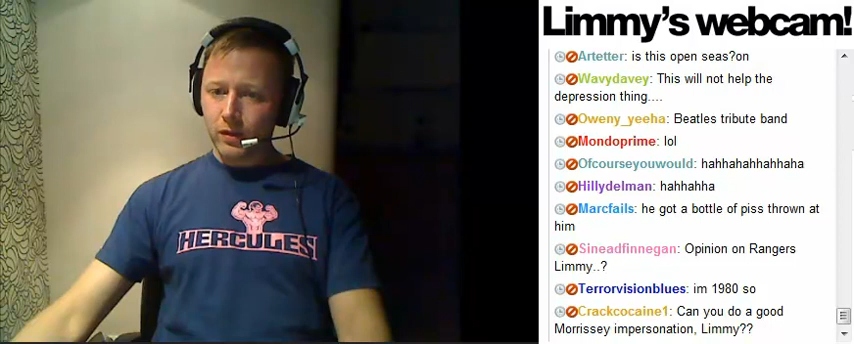 Limmy's webcam!
Artetter: is this open seas?on
Wavydavey: This will not help the
depression thing....
Oweny_yeeha: Beatles tribute band
Mondoprime: lol
Ofcourseyouwould: hahhahahhahhaha
Hillydelman: hahhahha
Marcfails: he got a bottle of piss thrown at
him
Sineadfinnegan: Opinion on Rangers
Limmy..?
Terrorvisionblues: im 1980 so
Crackcocaine1: Can you do a good
Morrissey impersonation, Limmy??
HERCULES